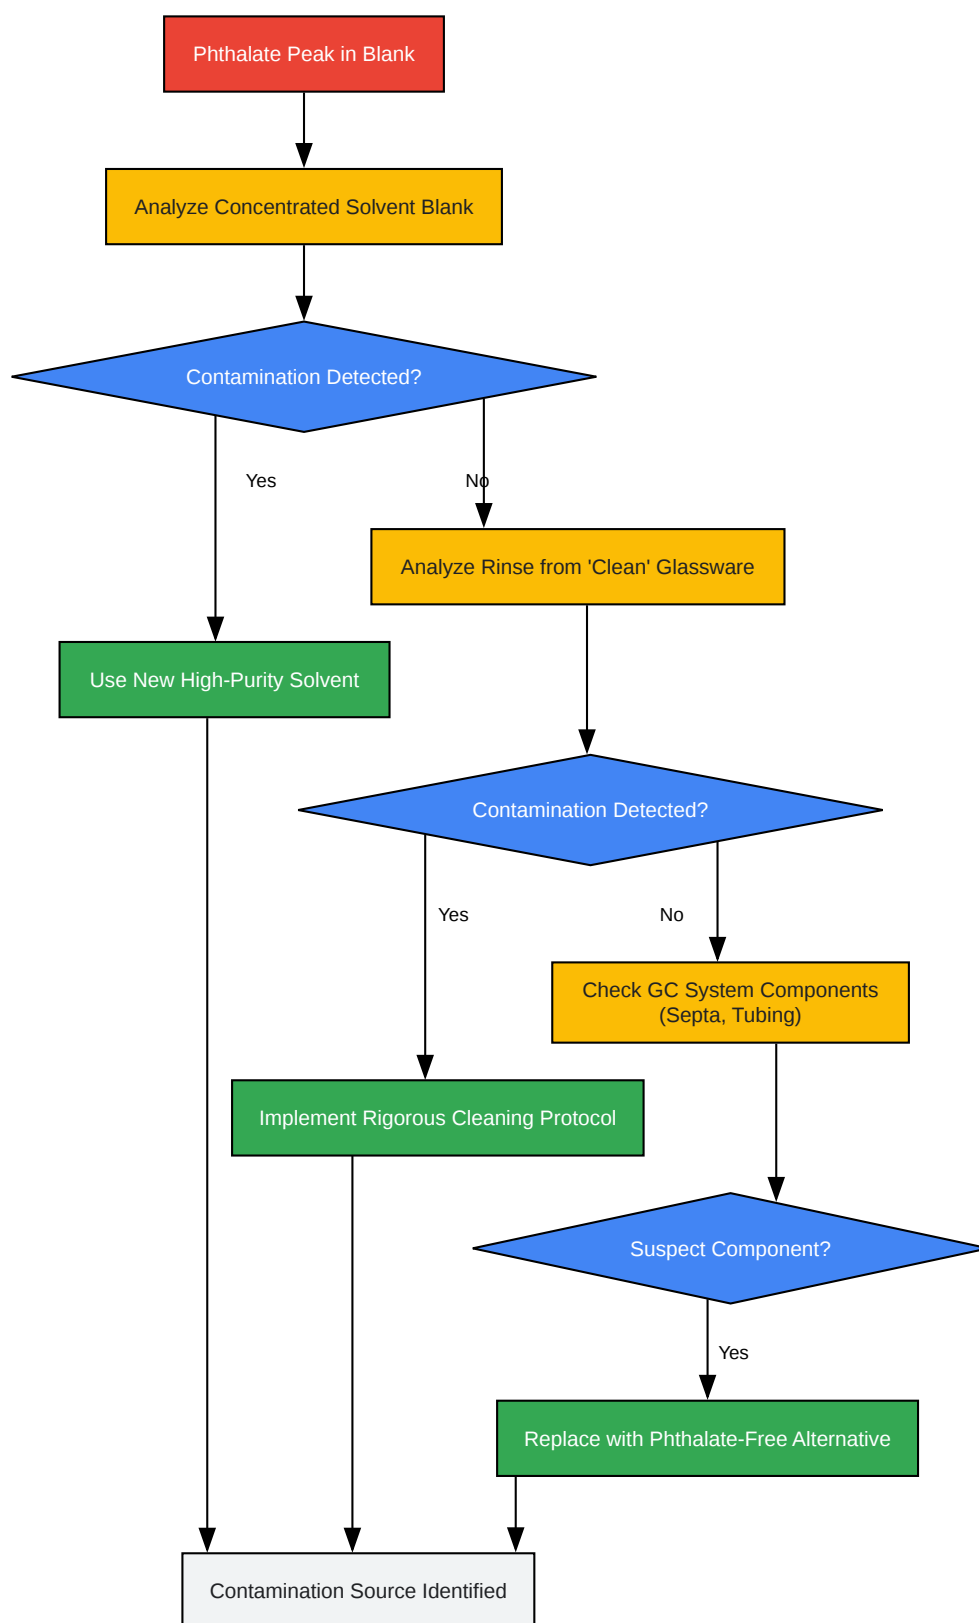 Phthalate Peak in Blank
Analyze Concentrated Solvent Blank
Contamination Detected?
Yes
No
Analyze Rinse from 'Clean' Glassware
Use New High-Purity Solvent
Contamination Detected?
Yes
No
Check GC System Components
(Septa, Tubing)
Implement Rigorous Cleaning Protocol
Suspect Component?
Yes
Replace with Phthalate-Free Alternative
Contamination Source Identified